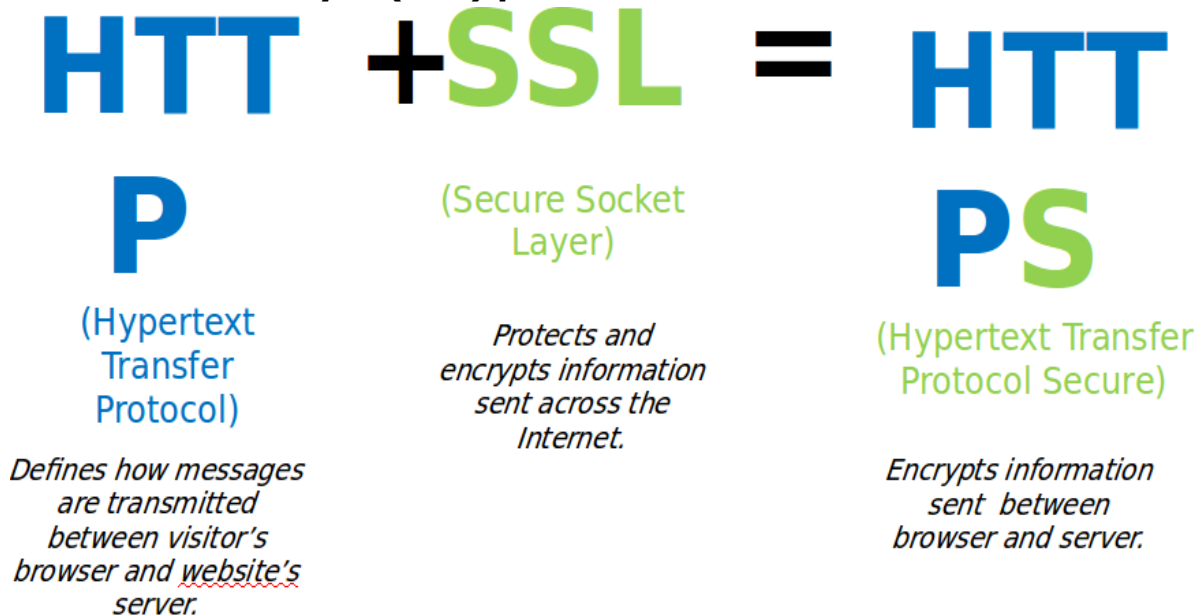 HTT
P
(Hypertext
Transfer
Protocol)
Defines how messages
are transmitted
between visitor’s
browser and website’s
server.
+SSL
(Secure Socket
Layer)
Protects and
encrypts information
sent across the
Internet.
=
HTT
PS
(Hypertext Transfer
Protocol Secure)
Encrypts information
sent between
browser and server.